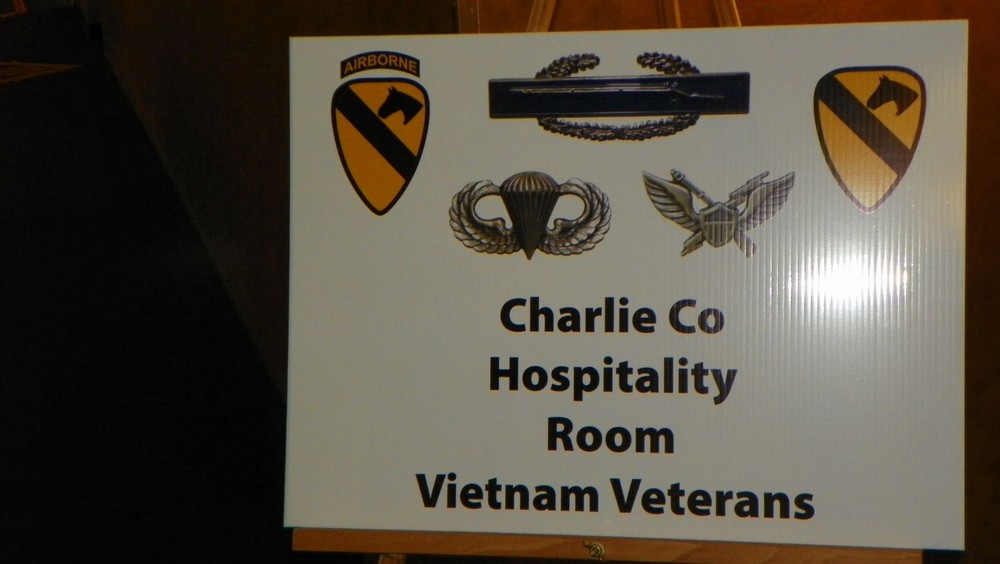 AIRBORNE
Charlie Co
Hospitality
Room
Vietnam Veterans